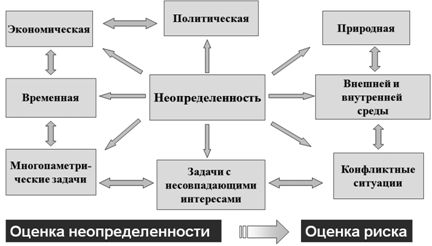 Экономическая
Политическая
Природная
Временная
Неопределенность
Внешней и
внутренней
среды
Многопаметри-
ческие задачи
Задачи с
несовпадающими
интересами
Конфликтные
ситуации
Оценка неопределенности
Оценка риска